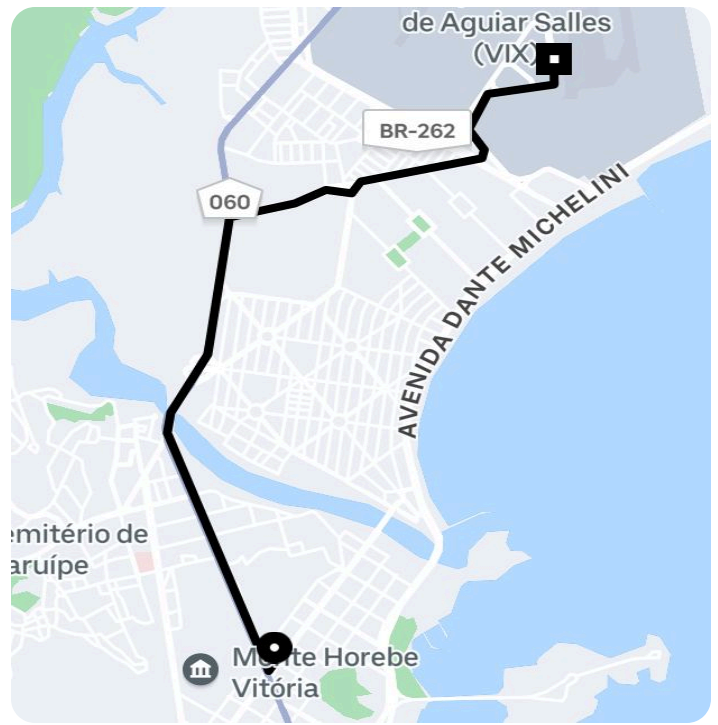 de Aguiar Salles
(VIX)
BR-262
060
AVENIDA DANTE MICHELINI
emitério de
aruípe
Monte Horebe
Vitória